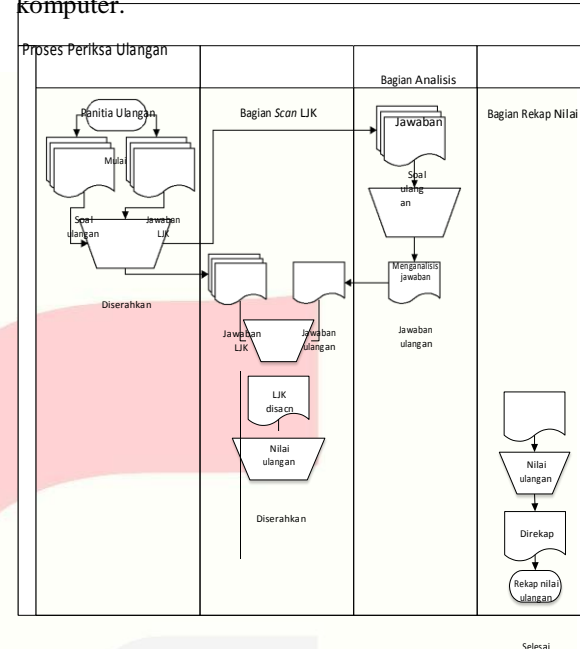 komputer.
Proses Periksa Ulangan
Panitia Ulangan
Bagian Scan LJK
Bagian Analisis
Jawaban
Bagian Rekap Nilai
Mulai
Soal
ulangan
Jawaban
LJK
Diserahkan
Soal
ulang
an
Menganalisis
jawaban
Jawaban
ulangan
Jawaban
LJK
Jawaban
ulangan
LJK
disacn
Nilai
ulangan
Diserahkan
Nilai
ulangan
Direkap
Rekap nilai
ulangan
Selesai